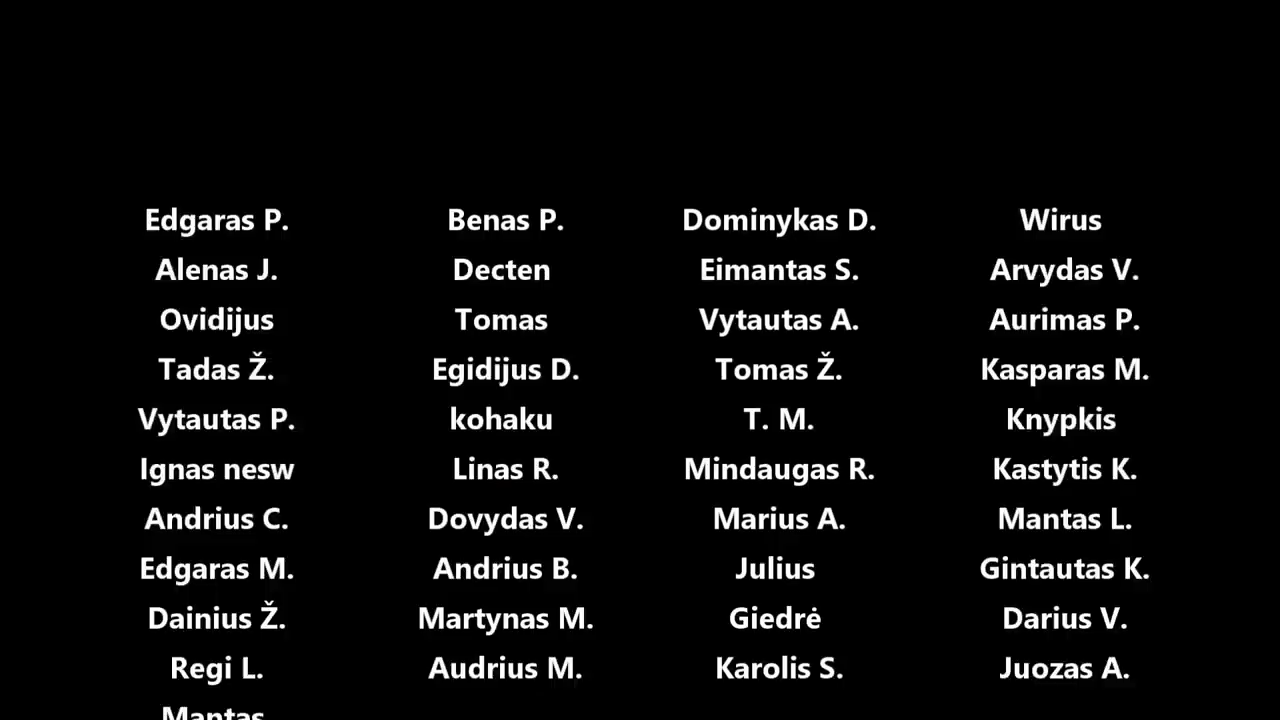 Edgaras P. Benas P. Dominykas D. Wirus
Alenas J. Decten Eimantas S. Arvydas V.
Ovidijus Tomas Vytautas A. Aurimas P.
Tadas Ž. Egidijus D. Tomas Ž. Kasparas M.
Vytautas P. kohaku T. M. Knypkis
Ignas nesw Linas R. Mindaugas R. Kastytis K.
Andrius C. Dovydas V. Marius A. Mantas L.
Edgaras M. Andrius B. Julius Gintautas K.
Dainius Ž. Martynas M. Giedrė Darius V.
Regi L. Audrius M. Karolis S. Juozas A.
Mantas